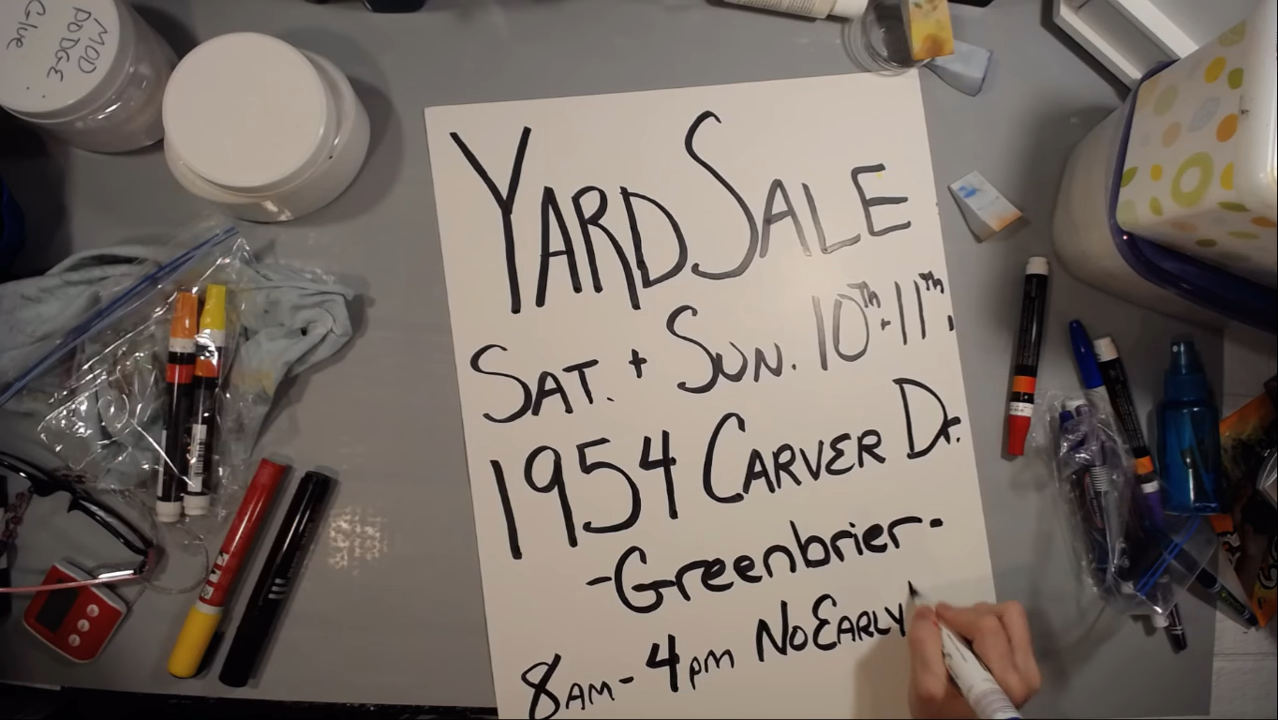 MOD
PODGE
Glue
YARD SALE
SAT. + SUN. 10Th + 11Th.
1954 CARVER Dr.
-Greenbrier-
8AM - 4pm NO EARLY